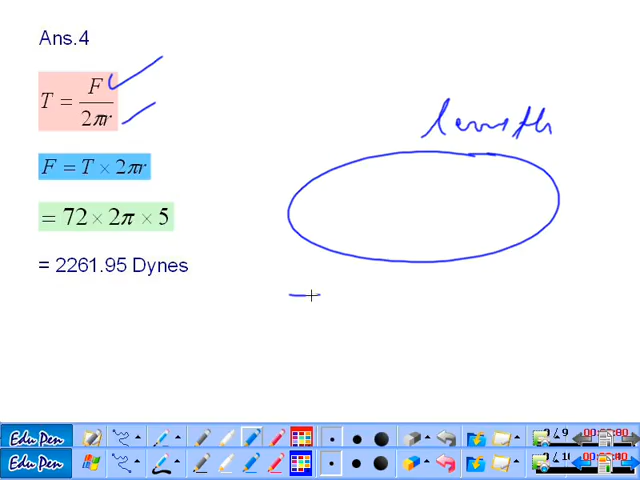 Ans.4
T = F / 2πr
length
F = T × 2πr
= 72 × 2π × 5
= 2261.95 Dynes
Edu Pen
Edu Pen